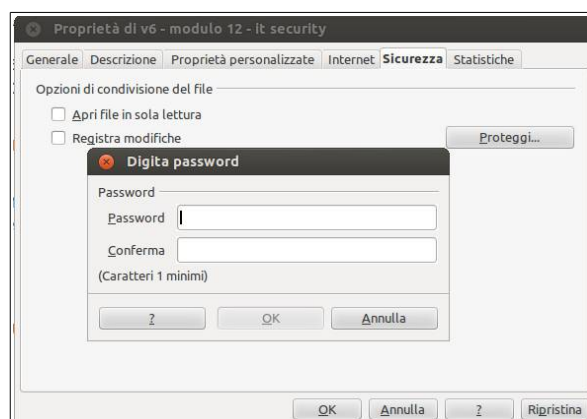 Proprietà di v6 - modulo 12 - it security
Generale Descrizione Proprietà personalizzate Internet Sicurezza Statistiche
Opzioni di condivisione del file
Apri file in sola lettura
Registra modifiche
Proteggi...
Digita password
Password
Password
Conferma
(Caratteri 1 minimi)
? OK Annulla
OK Annulla ? Ripristina